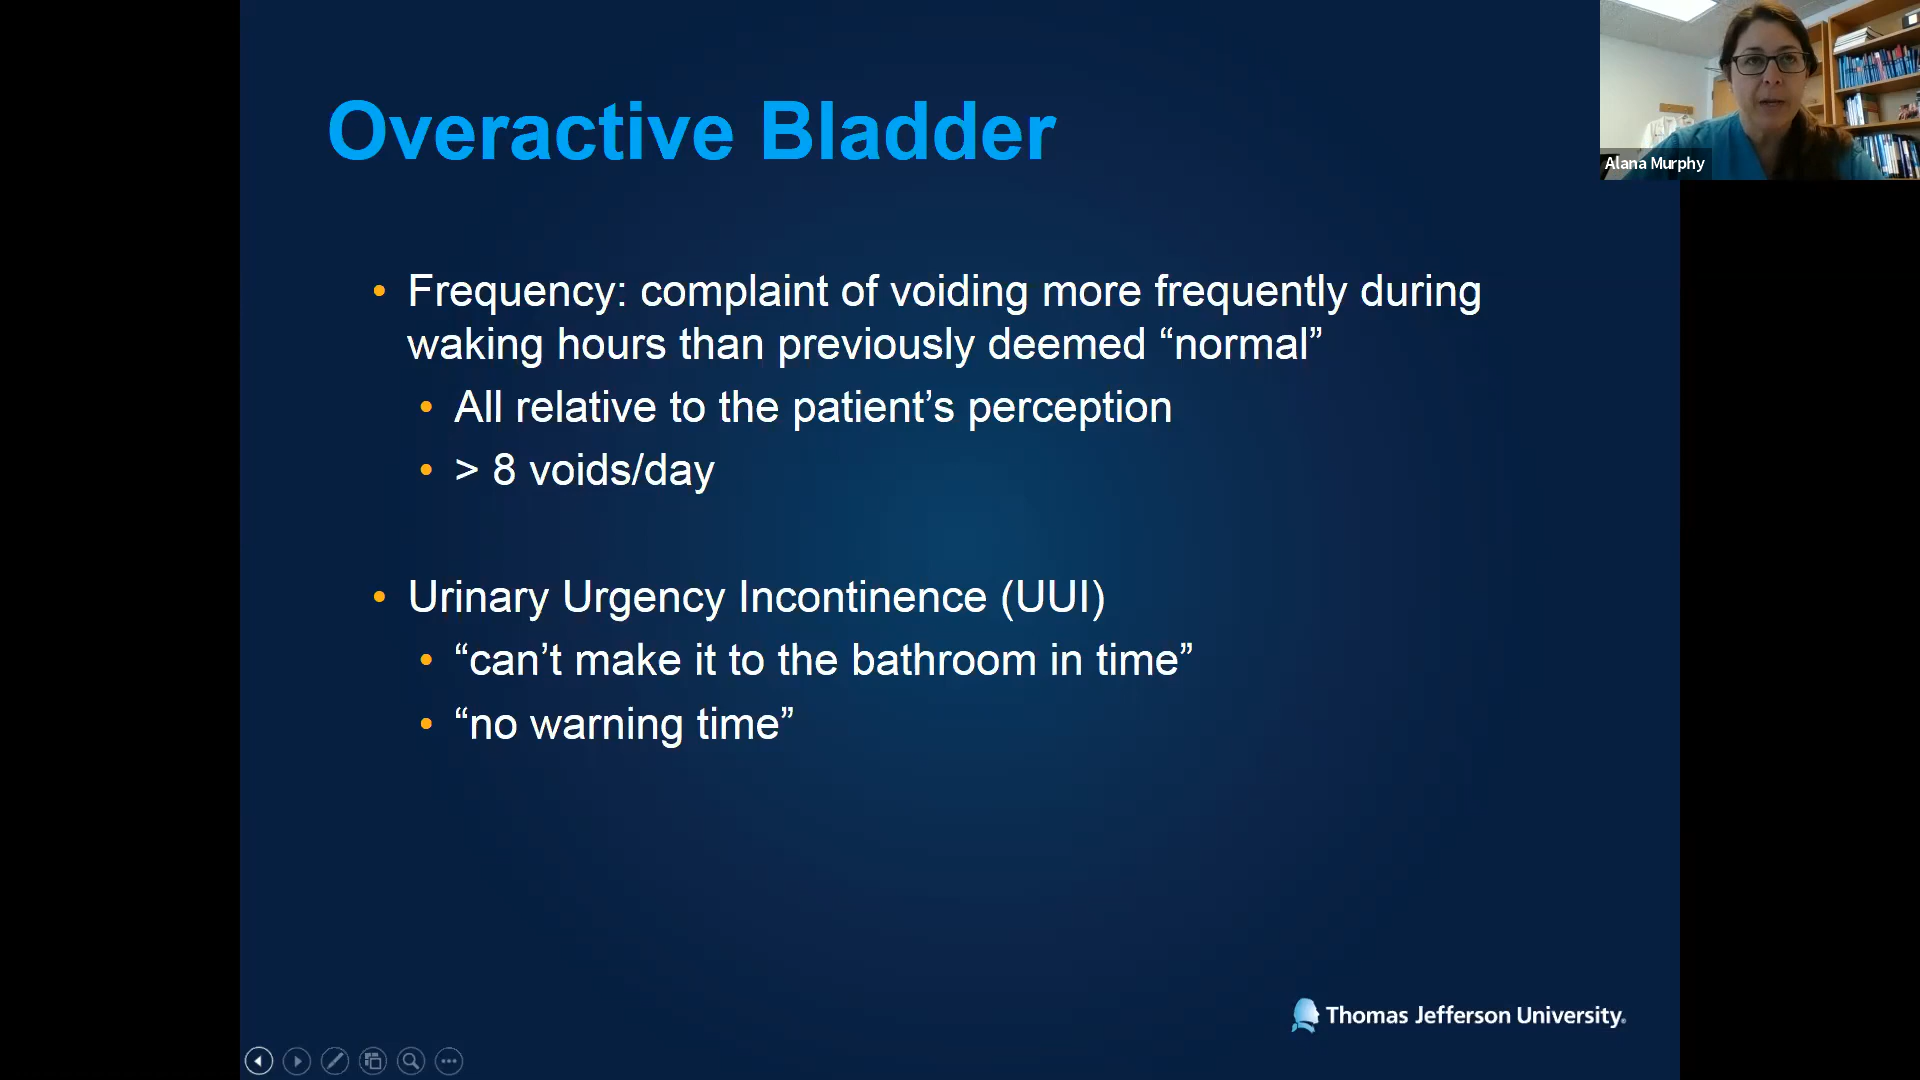 Overactive Bladder
Alana Murphy
• Frequency: complaint of voiding more frequently during
waking hours than previously deemed “normal”
• All relative to the patient’s perception
• > 8 voids/day
• Urinary Urgency Incontinence (UUI)
• “can’t make it to the bathroom in time”
• “no warning time”
Thomas Jefferson University.